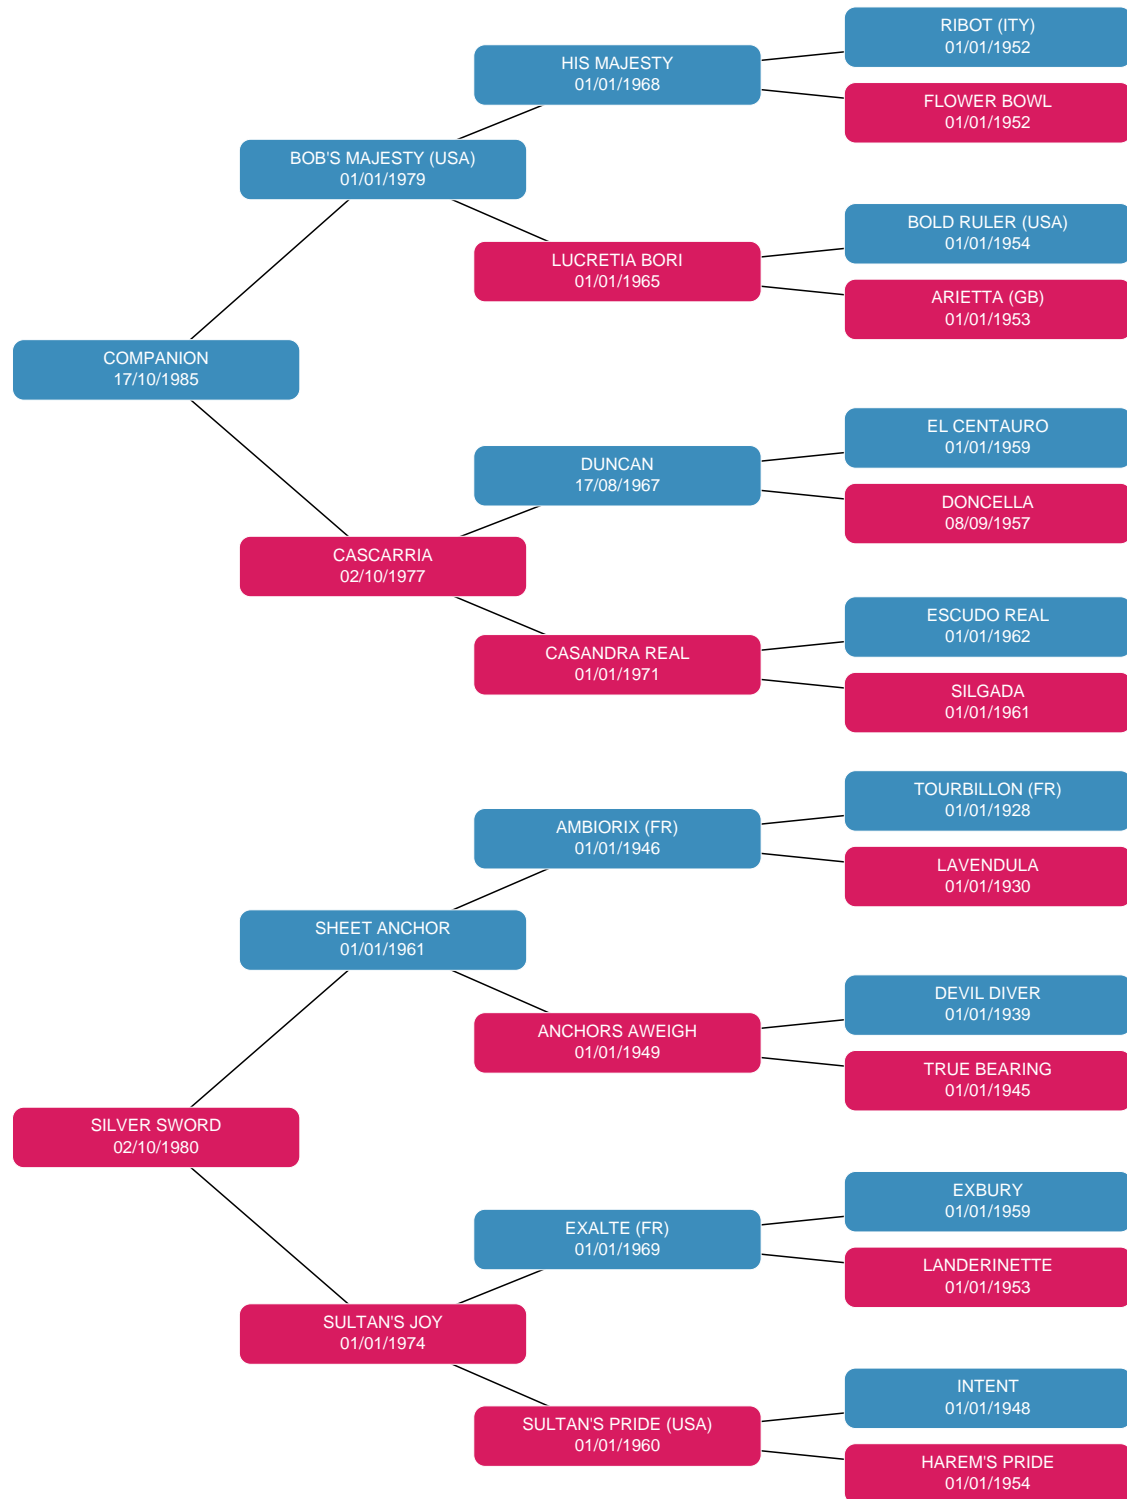 RIBOT (ITY)
01/01/1952
HIS MAJESTY
01/01/1968
FLOWER BOWL
01/01/1952
BOB'S MAJESTY (USA)
01/01/1979
BOLD RULER (USA)
01/01/1954
LUCRETIA BORI
01/01/1965
ARIETTA (GB)
01/01/1953
COMPANION
17/10/1985
EL CENTAURO
01/01/1959
DUNCAN
17/08/1967
DONCELLA
08/09/1957
CASCARRIA
02/10/1977
ESCUDO REAL
01/01/1962
CASANDRA REAL
01/01/1971
SILGADA
01/01/1961
TOURBILLON (FR)
01/01/1928
AMBIORIX (FR)
01/01/1946
LAVENDULA
01/01/1930
SHEET ANCHOR
01/01/1961
DEVIL DIVER
01/01/1939
ANCHORS AWEIGH
01/01/1949
TRUE BEARING
01/01/1945
SILVER SWORD
02/10/1980
EXBURY
01/01/1959
EXALTE (FR)
01/01/1969
LANDERINETTE
01/01/1953
SULTAN'S JOY
01/01/1974
INTENT
01/01/1948
SULTAN'S PRIDE (USA)
01/01/1960
HAREM'S PRIDE
01/01/1954